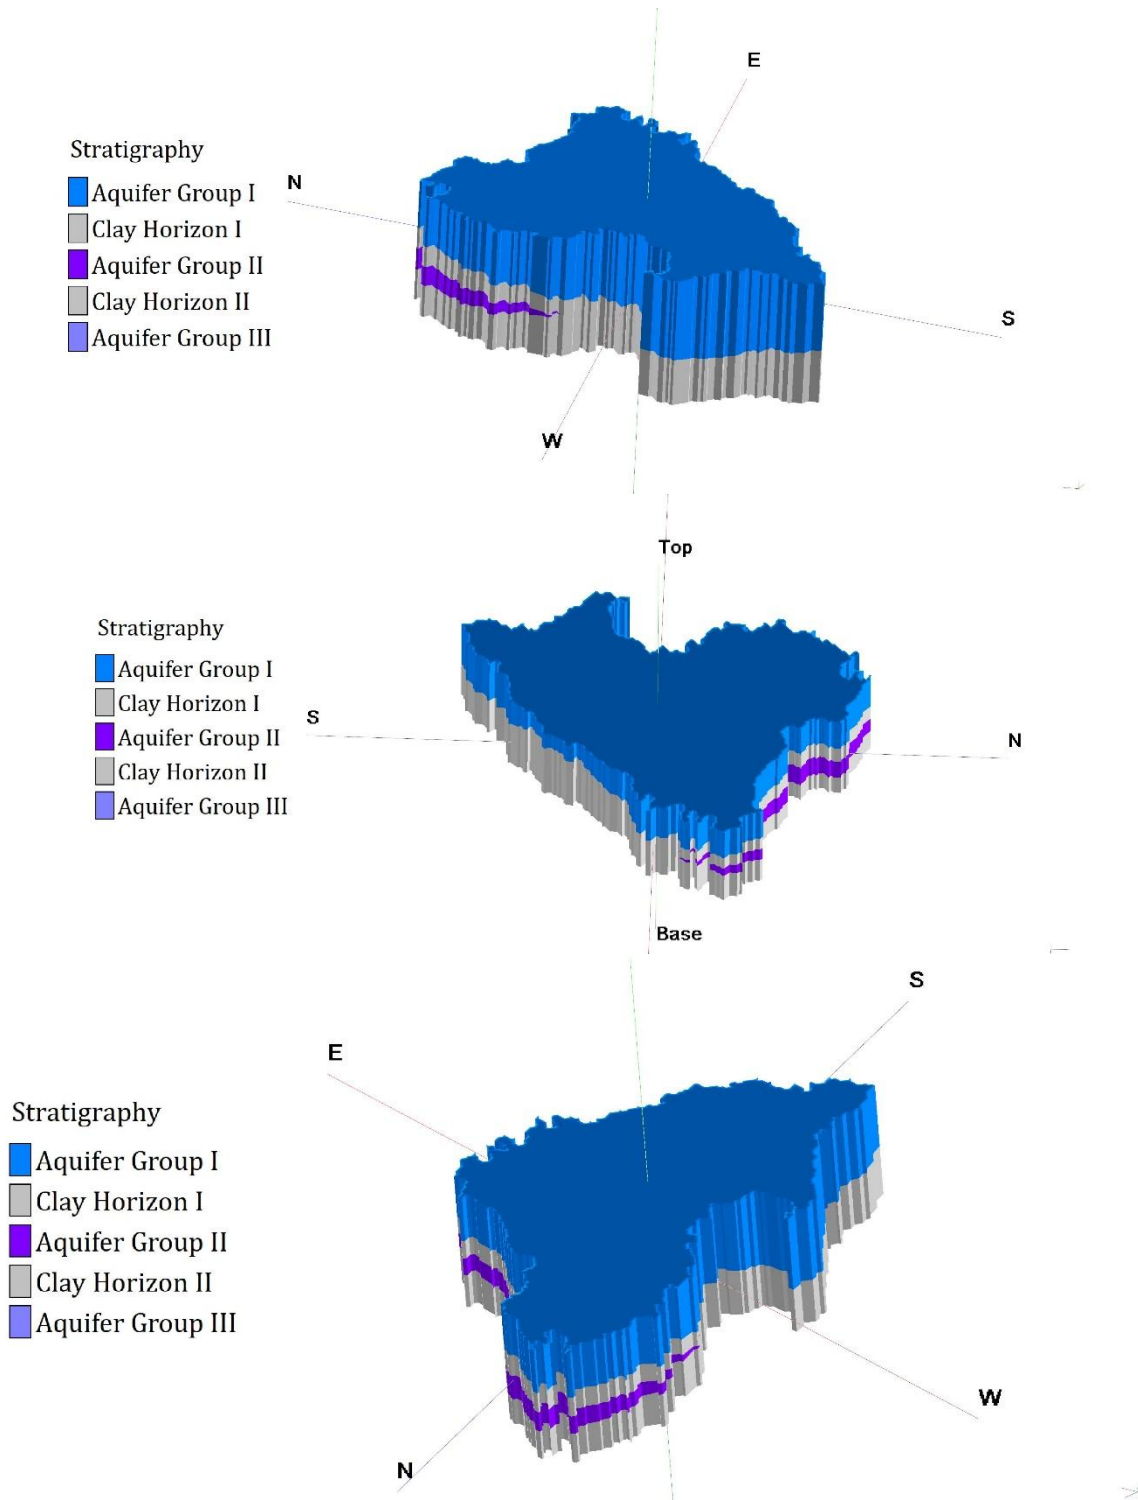 E
Stratigraphy
N
Aquifer Group I
Clay Horizon I
Aquifer Group II
Clay Horizon II
Aquifer Group III
S
W
Top
Stratigraphy
Aquifer Group I
Clay Horizon I
S
Aquifer Group II
N
Clay Horizon II
Aquifer Group III
Base
S
E
Stratigraphy
Aquifer Group I
Clay Horizon I
Aquifer Group II
Clay Horizon II
Aquifer Group III
W
N